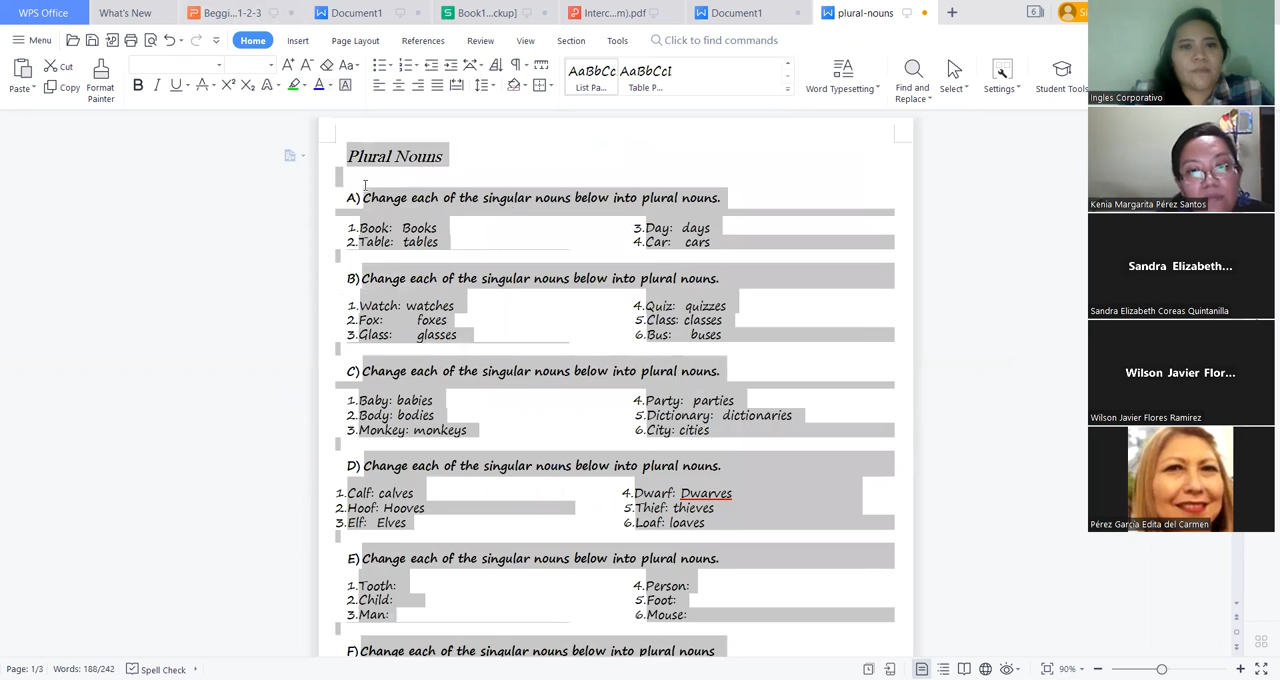 WPS Office What's New Beggi...1-2-3 Document1 Book1...ckup] Interc...m).pdf Document1 plural-nouns
Menu Home Insert Page Layout References Review View Section Tools Click to find commands
Paste Cut Copy Format Painter AaBbCc List Pa... AaBbCcI Table P... Word Typesetting Find and Replace Select Settings Student Tools
Plural Nouns
A) Change each of the singular nouns below into plural nouns.
1.Book: Books 3.Day: days
2.Table: tables 4.Car: cars
B) Change each of the singular nouns below into plural nouns.
1.Watch: watches 4.Quiz: quizzes
2.Fox: foxes 5.Class: classes
3.Glass: glasses 6.Bus: buses
C) Change each of the singular nouns below into plural nouns.
1.Baby: babies 4.Party: parties
2.Body: bodies 5.Dictionary: dictionaries
3.Monkey: monkeys 6.City: cities
D) Change each of the singular nouns below into plural nouns.
1.Calf: calves 4.Dwarf: Dwarves
2.Hoof: Hooves 5.Thief: thieves
3.Elf: Elves 6.Loaf: loaves
E) Change each of the singular nouns below into plural nouns.
1.Tooth: 4.Person:
2.Child: 5.Foot:
3.Man: 6.Mouse:
F) Change each of the singular nouns below into plural nouns
Page: 1/3 Words: 188/242 Spell Check 90%
Ingles Corporativo
Kenia Margarita Pérez Santos
Sandra Elizabeth...
Sandra Elizabeth Coreas Quintanilla
Wilson Javier Flor...
Wilson Javier Flores Ramirez
Pérez García Edita del Carmen